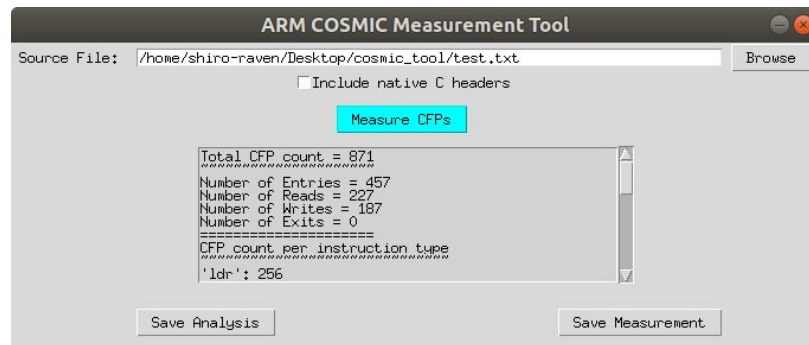 ARM COSMIC Measurement Tool
Source File: /home/shiro-raven/Desktop/cosmic_tool/test.txt Browse
Include native C headers
Measure CFPs
Total CFP count = 871
~~~~~~~~~~~~~~~~~~~~~~~~~
Number of Entries = 457
Number of Reads = 227
Number of Writes = 187
Number of Exits = 0
=========================
CFP count per instruction type
~~~~~~~~~~~~~~~~~~~~~~~~~~~~~~~~~~~~
'ldr': 256
Save Analysis Save Measurement